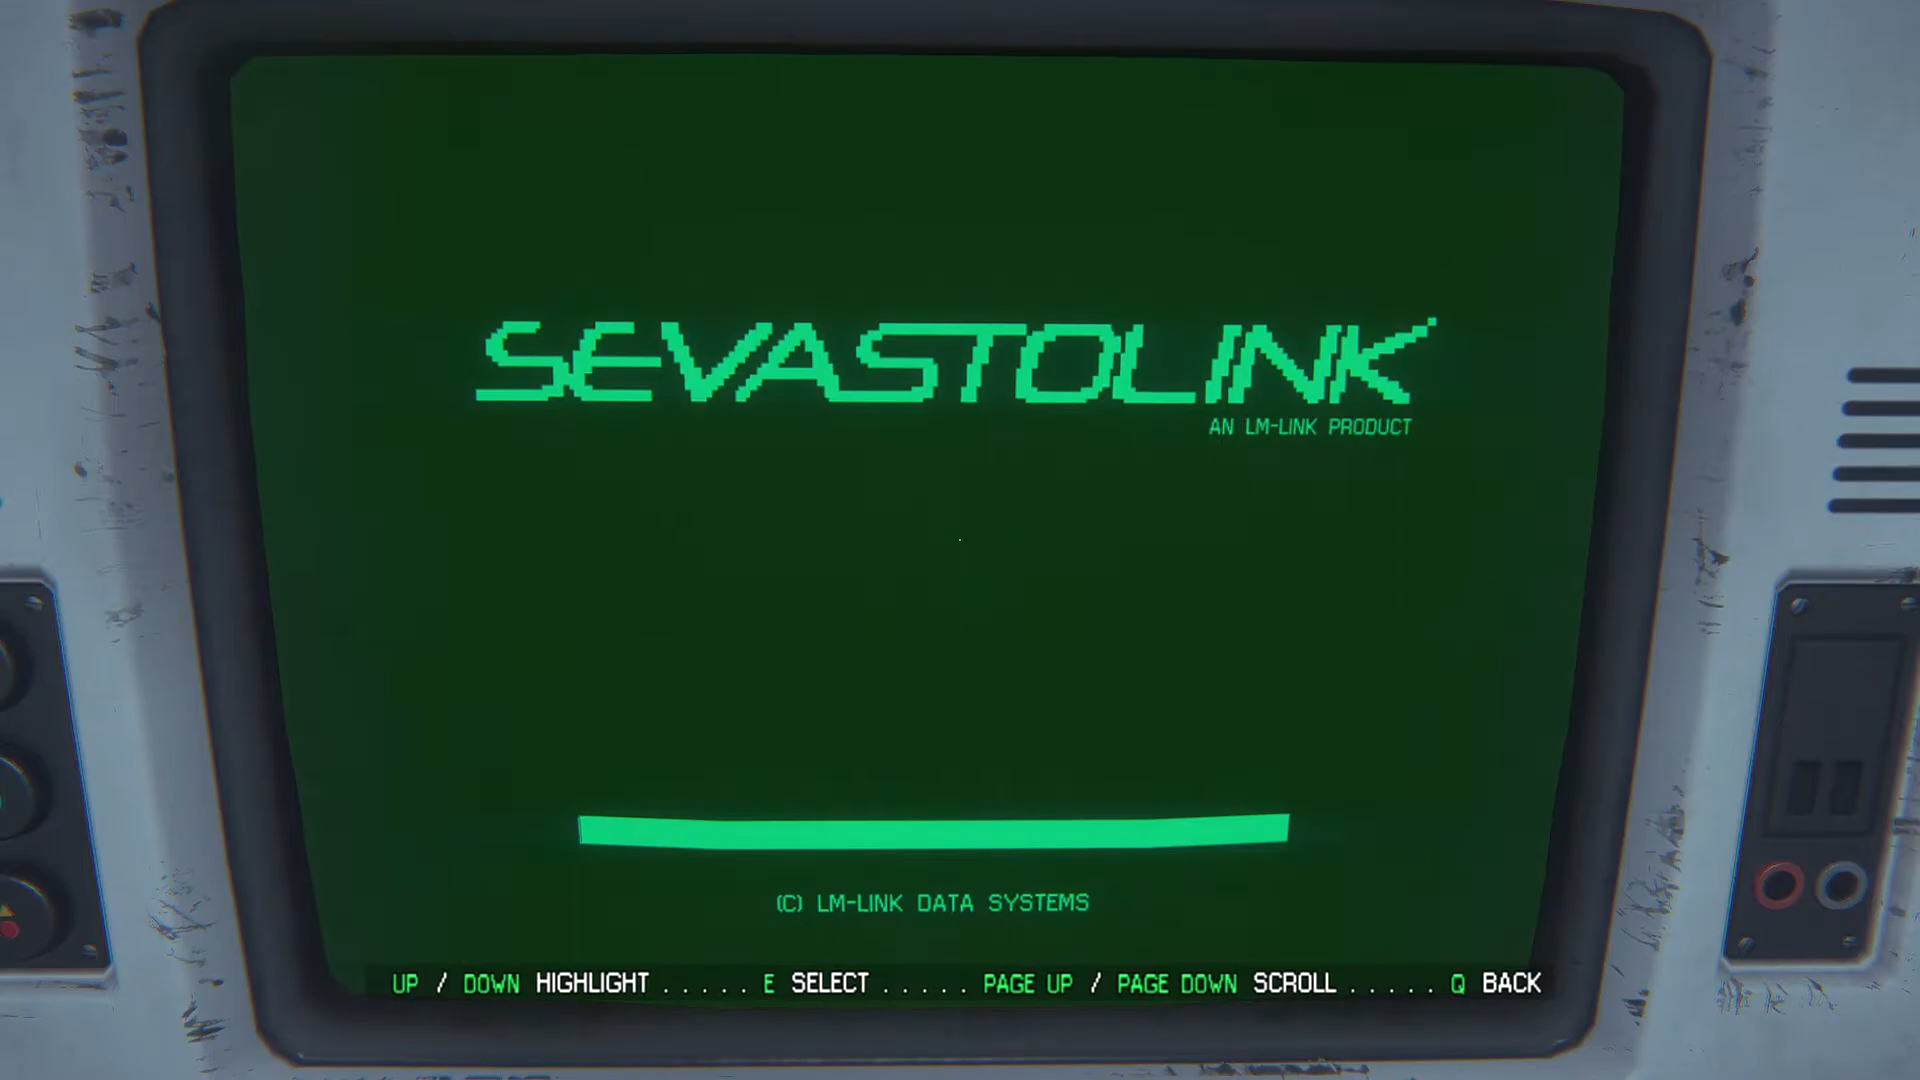 SEVASTOLINK
AN LM-LINK PRODUCT
(C) LM-LINK DATA SYSTEMS
UP / DOWN HIGHLIGHT ..... E SELECT ..... PAGE UP / PAGE DOWN SCROLL ..... Q BACK